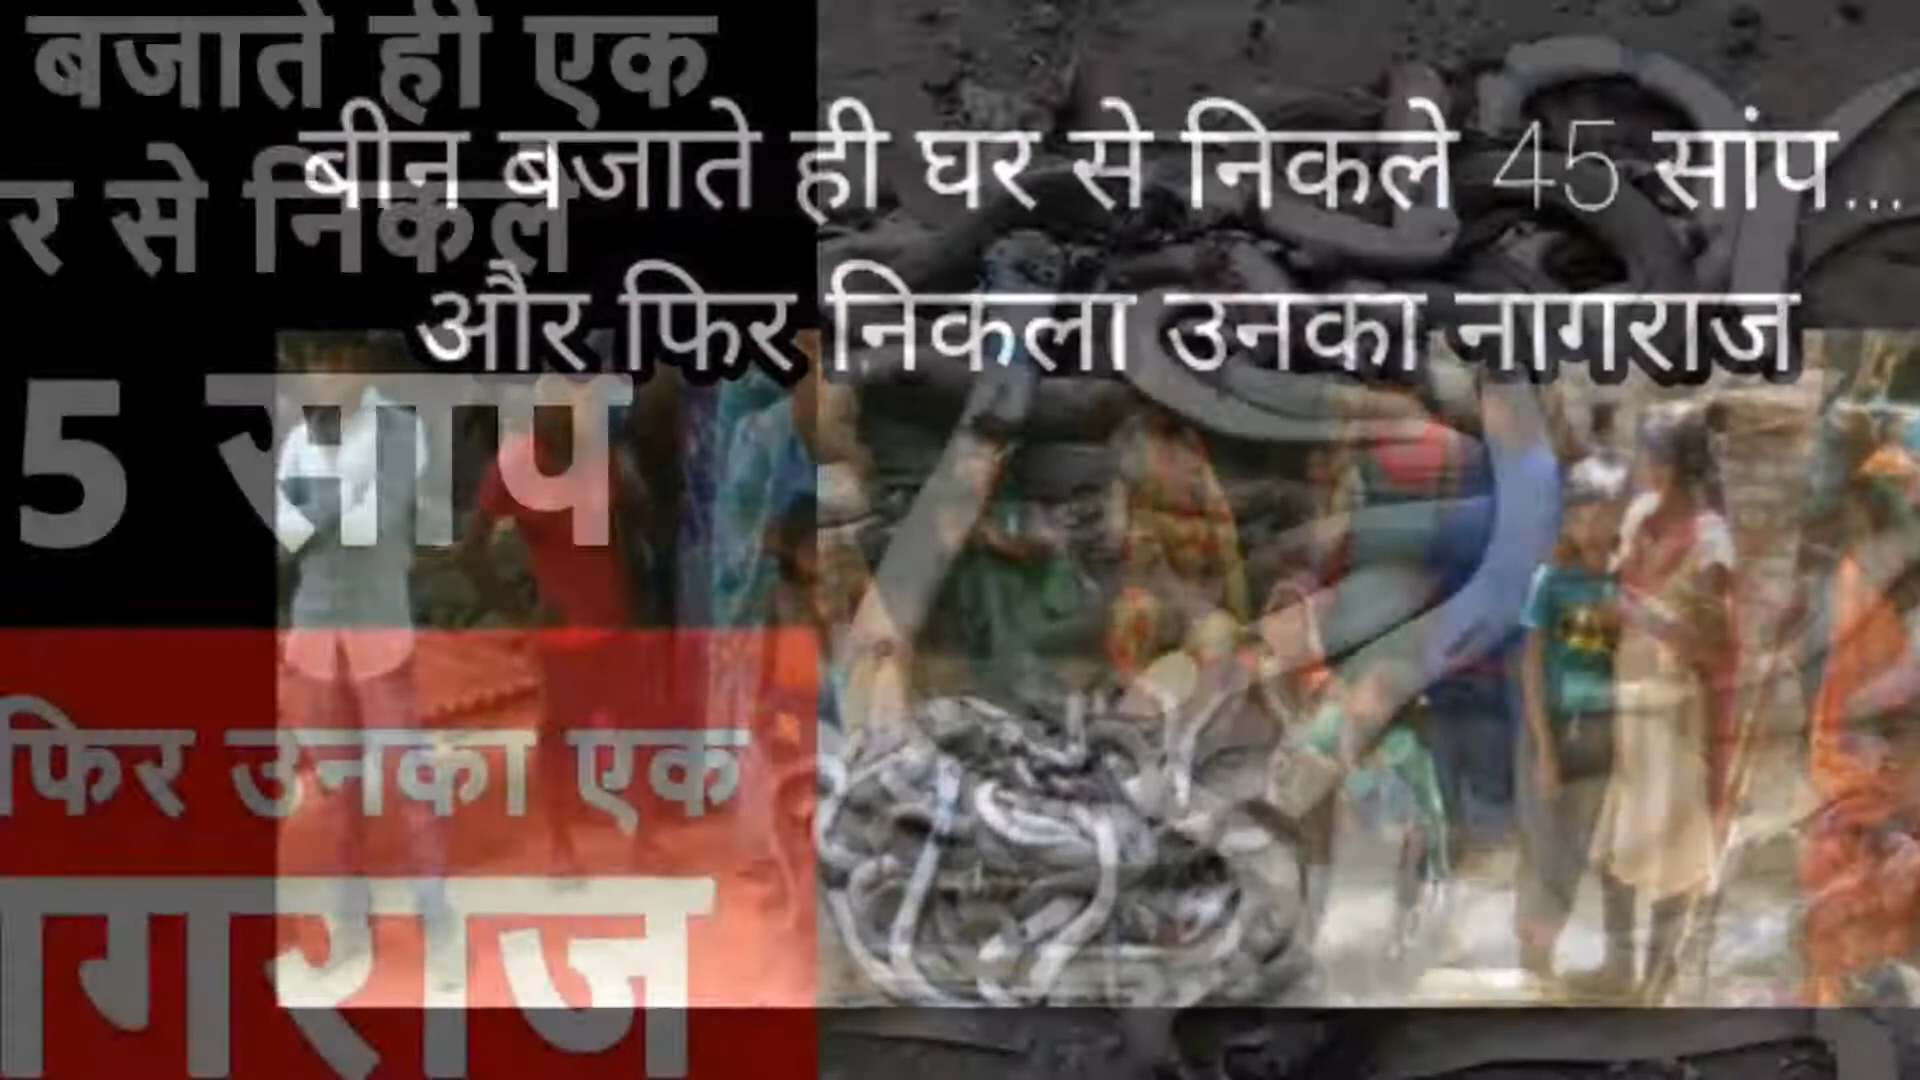 बजाते ही एक
र से निकले
5 सांप
फिर उनका एक
गराज
बीन बजाते ही घर से निकले 45 सांप...
और फिर निकला उनका नागराज